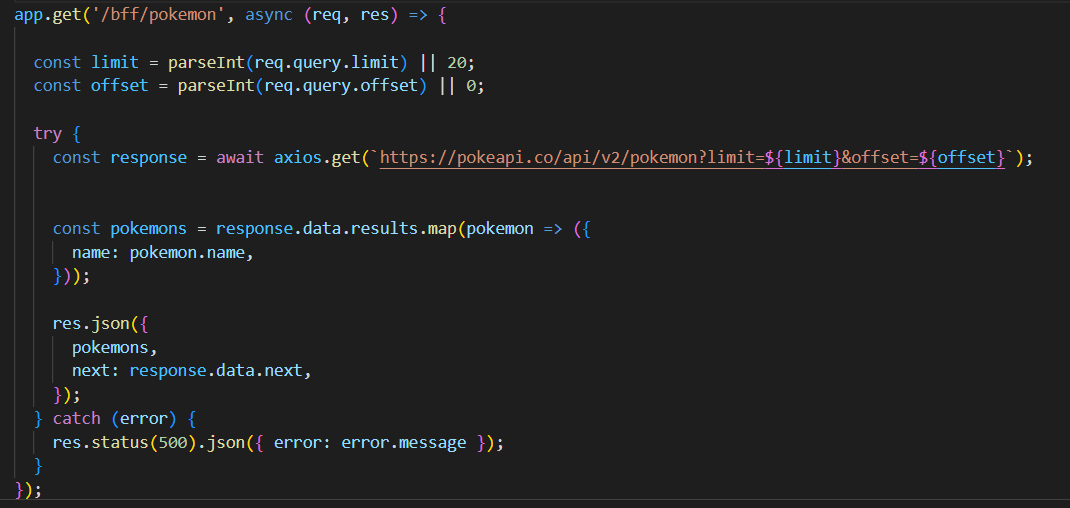 app.get('/bff/pokemon', async (req, res) => {
const limit = parseInt(req.query.limit) || 20;
const offset = parseInt(req.query.offset) || 0;
try {
const response = await axios.get(`https://pokeapi.co/api/v2/pokemon?limit=${limit}&offset=${offset}`);
const pokemons = response.data.results.map(pokemon => ({
name: pokemon.name,
}));
res.json({
pokemons,
next: response.data.next,
});
} catch (error) {
res.status(500).json({ error: error.message });
}
});